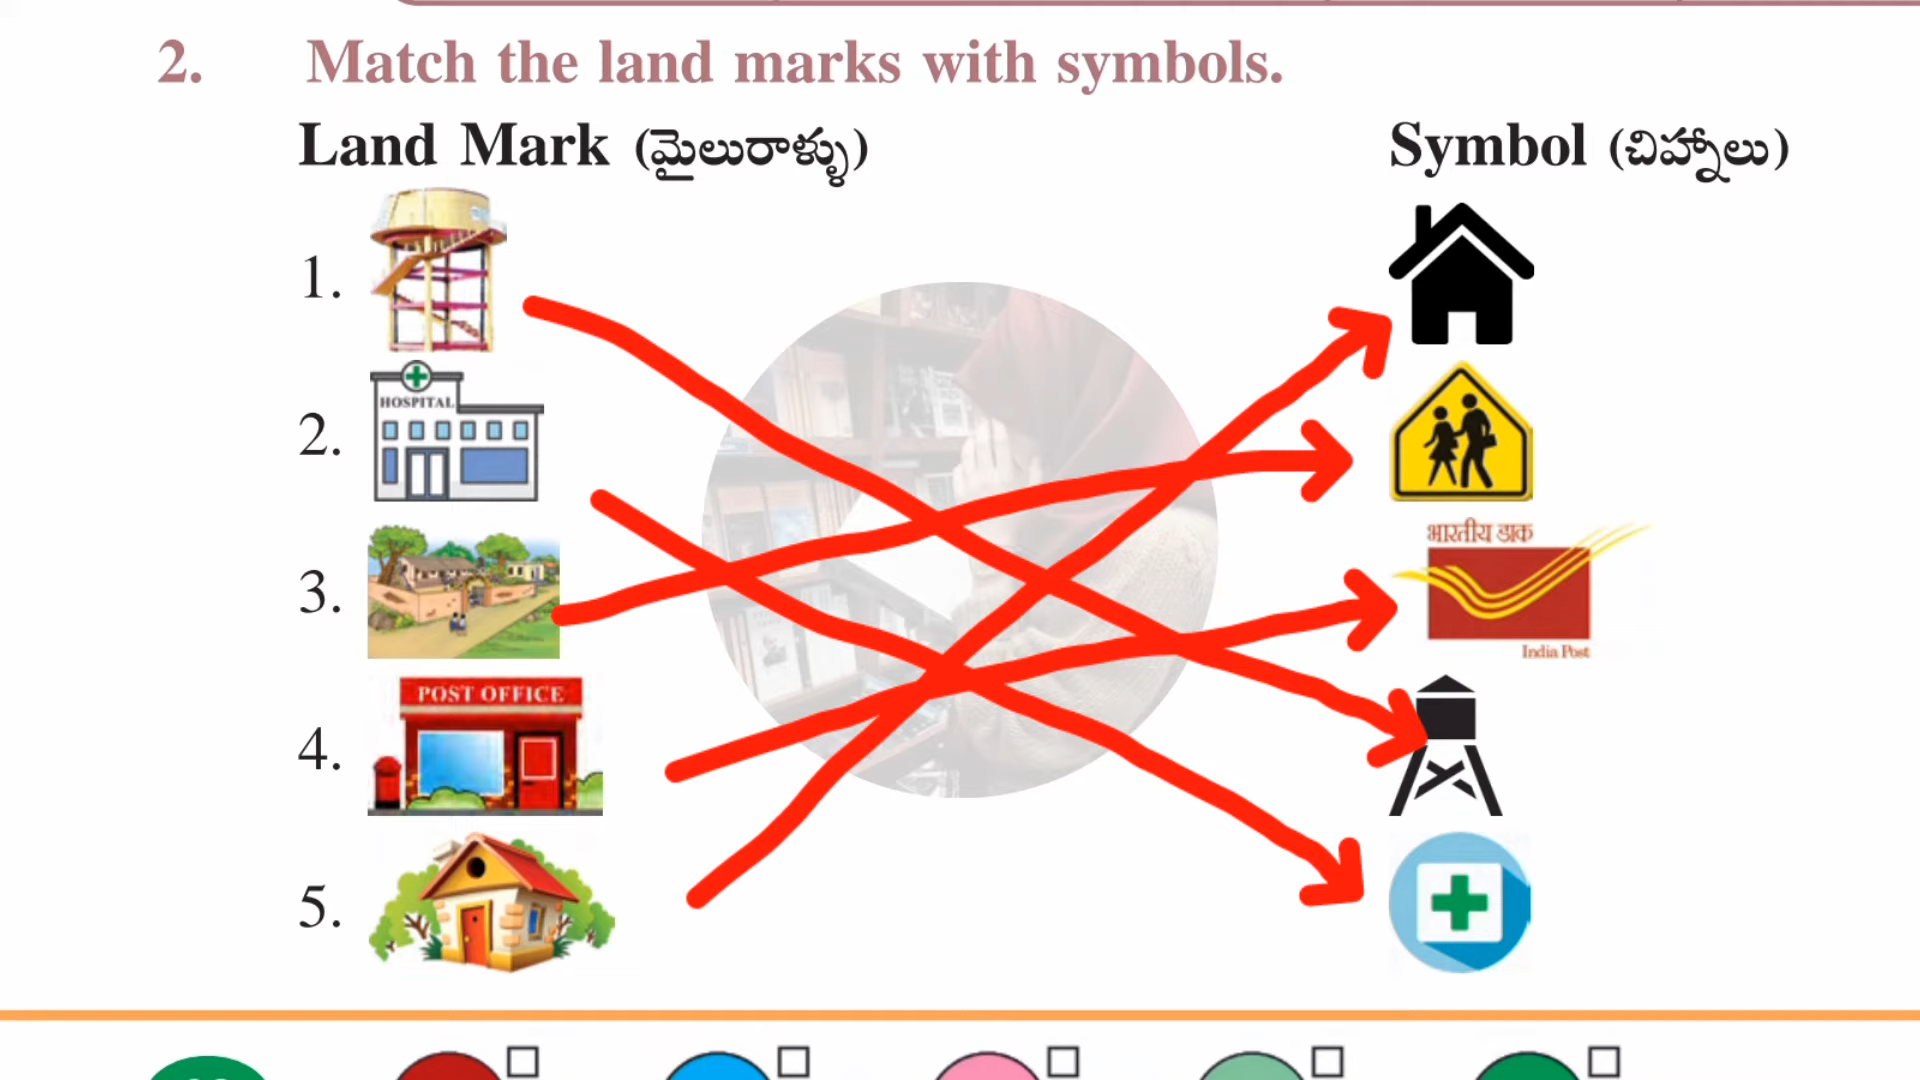 2. Match the land marks with symbols.
Land Mark (మైలురాళ్ళు) Symbol (చిహ్నాలు)
1.
2. HOSPITAL
3.
भारतीय डाक
India Post
4. POST OFFICE
5.